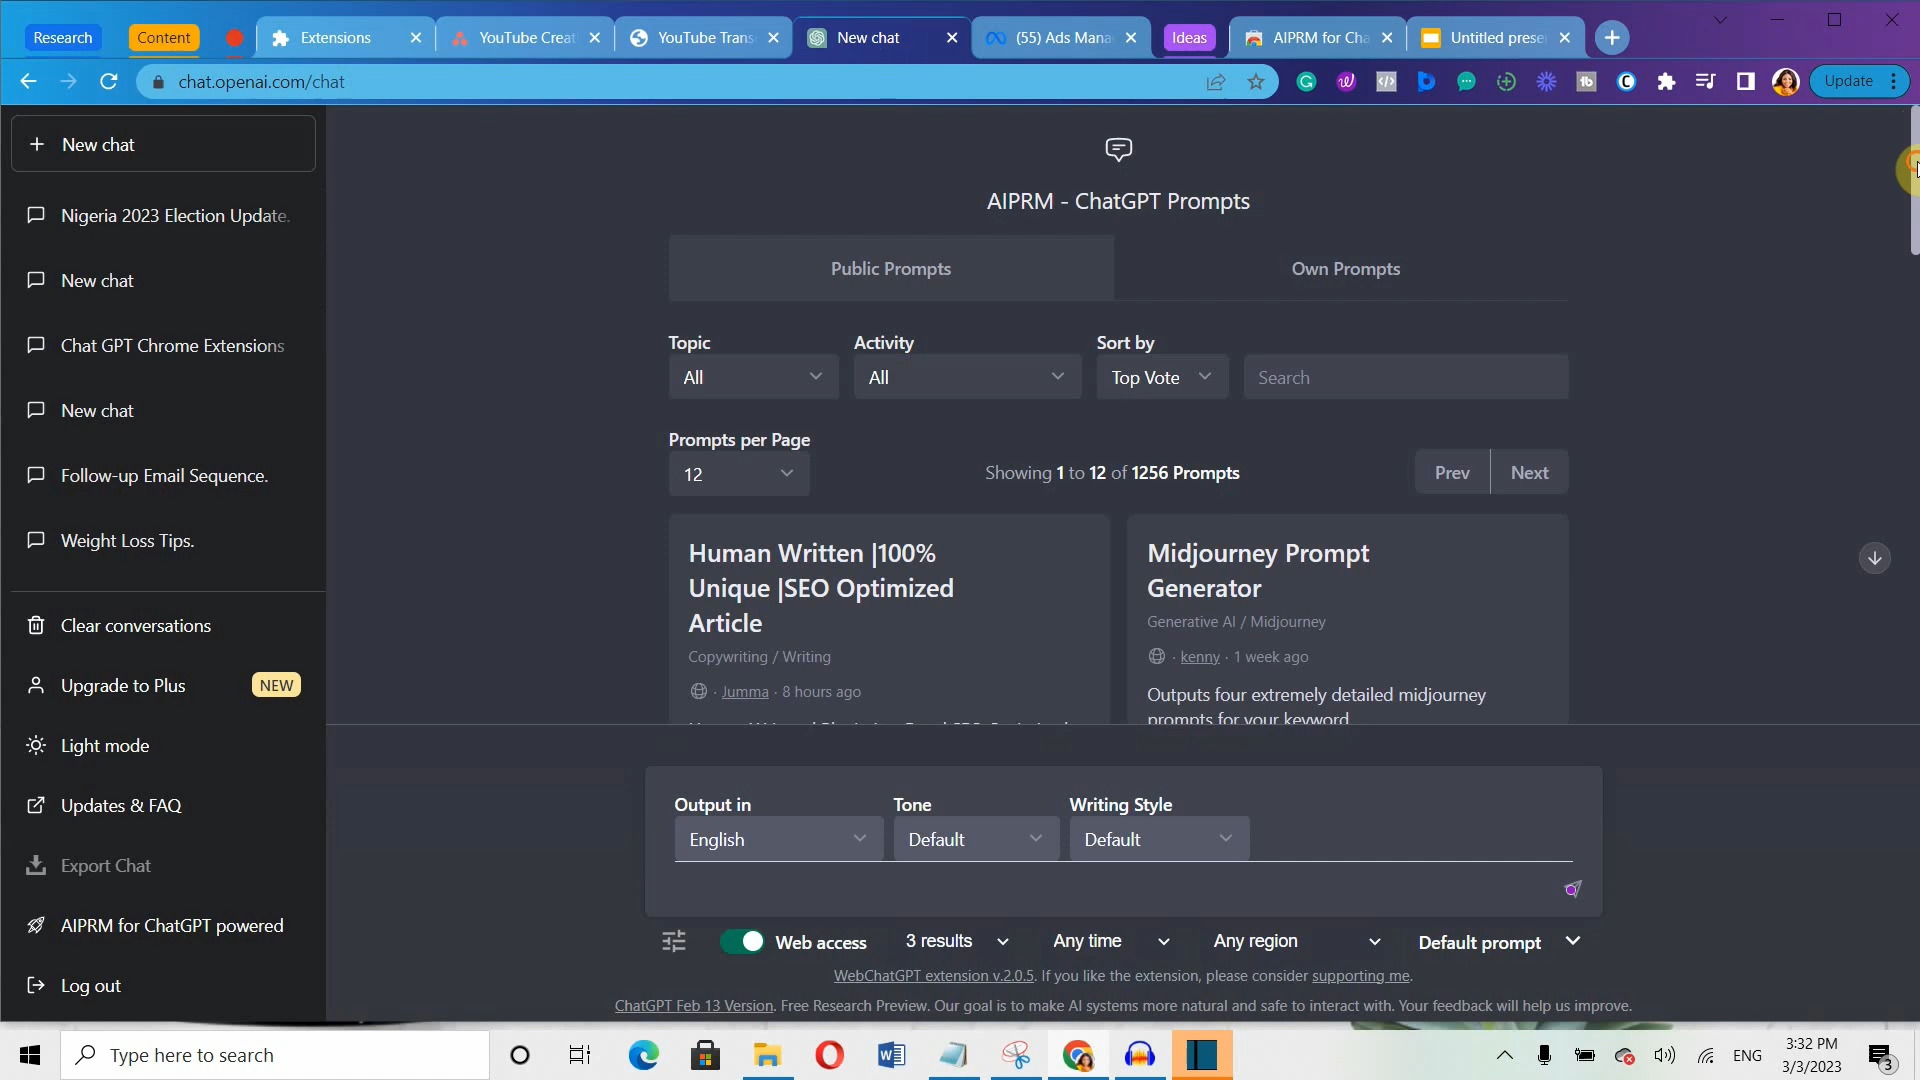 Research
Content
Extensions
YouTube Creat
YouTube Trans
New chat
(55) Ads Mana
Ideas
AIPRM for Cha
Untitled prese
chat.openai.com/chat
Update
New chat
Nigeria 2023 Election Update.
New chat
Chat GPT Chrome Extensions
New chat
Follow-up Email Sequence.
Weight Loss Tips.
Clear conversations
Upgrade to Plus NEW
Light mode
Updates & FAQ
Export Chat
AIPRM for ChatGPT powered
Log out
AIPRM - ChatGPT Prompts
Public Prompts
Own Prompts
Topic
Activity
Sort by
All
All
Top Vote
Search
Prompts per Page
12
Showing 1 to 12 of 1256 Prompts
Prev
Next
Human Written |100%
Unique |SEO Optimized
Article
Copywriting / Writing
· Jumma · 8 hours ago
Midjourney Prompt
Generator
Generative AI / Midjourney
· kenny · 1 week ago
Outputs four extremely detailed midjourney
prompts for your keyword
Output in
Tone
Writing Style
English
Default
Default
Web access
3 results
Any time
Any region
Default prompt
WebChatGPT extension v.2.0.5. If you like the extension, please consider supporting me.
ChatGPT Feb 13 Version. Free Research Preview. Our goal is to make AI systems more natural and safe to interact with. Your feedback will help us improve.
Type here to search
ENG
3:32 PM
3/3/2023
3